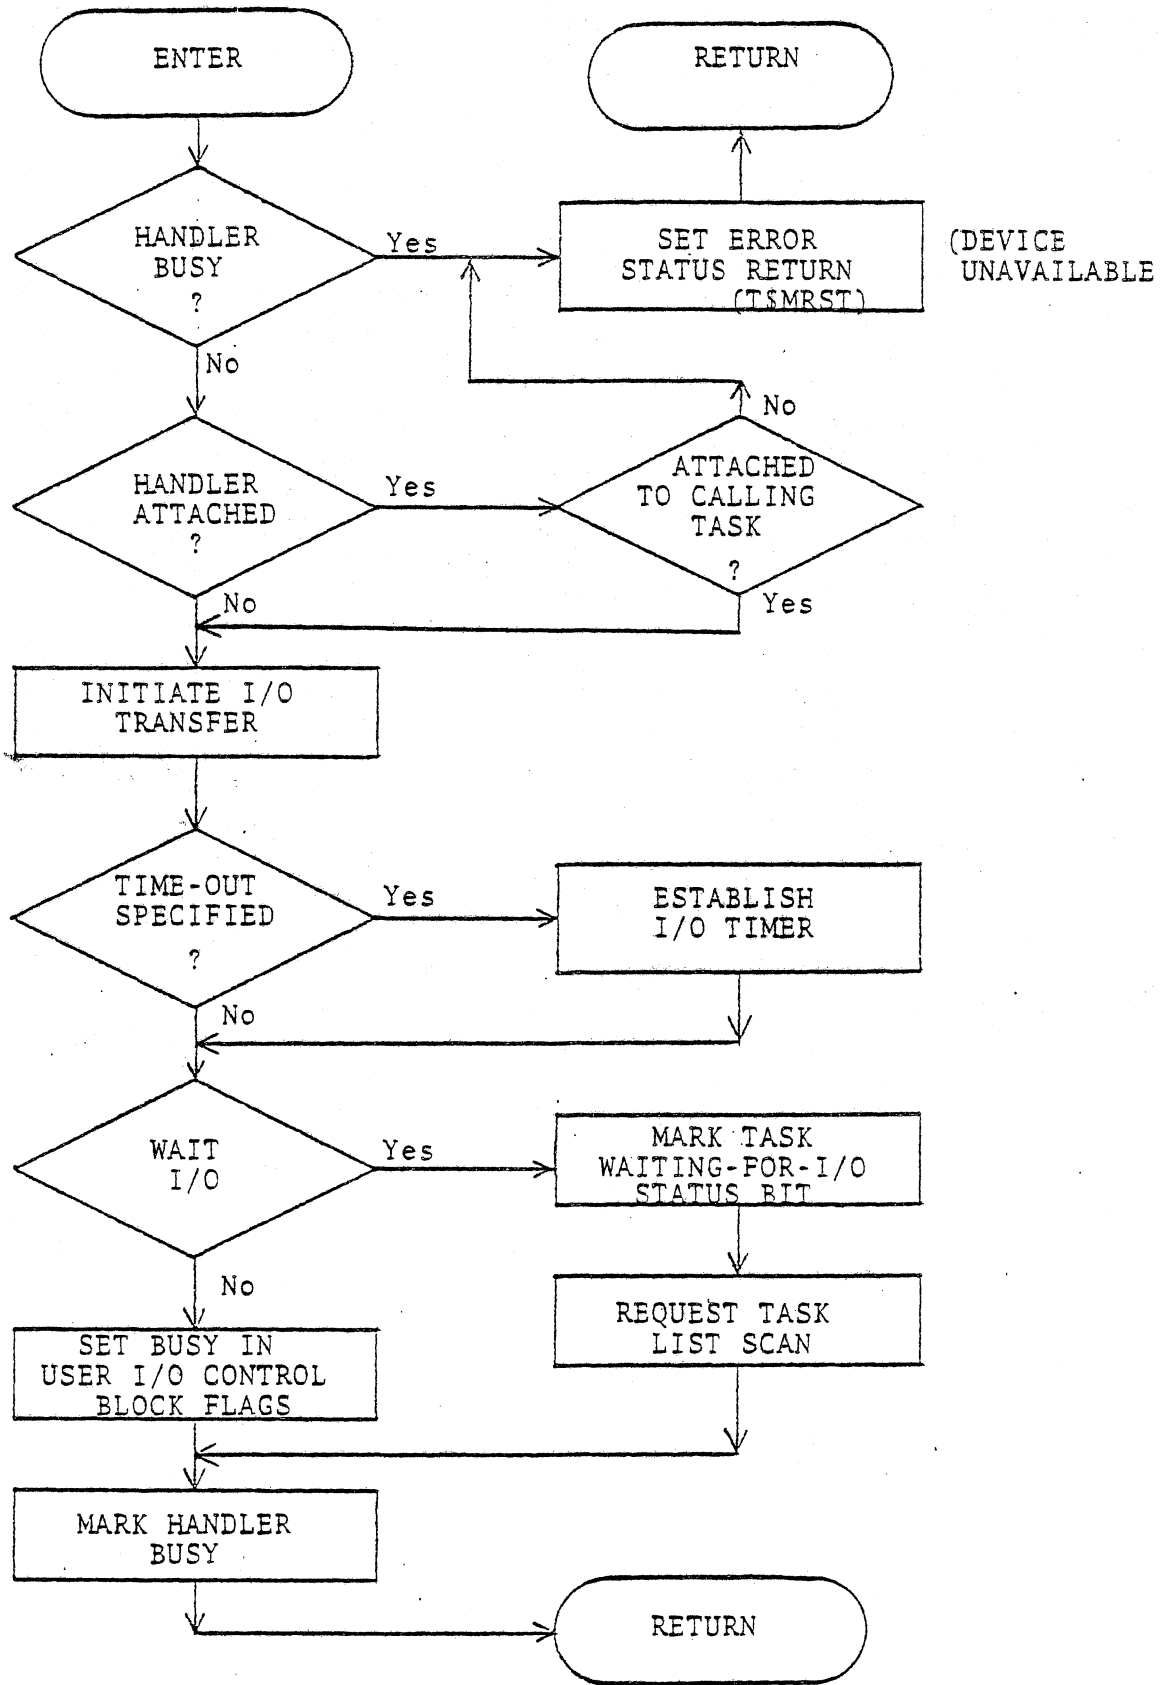 ENTER
RETURN
HANDLER
BUSY
?
Yes
No
SET ERROR
STATUS RETURN
(T$MRST)
(DEVICE
UNAVAILABLE
HANDLER
ATTACHED
?
Yes
No
ATTACHED
TO CALLING
TASK
?
No
Yes
INITIATE I/O
TRANSFER
TIME-OUT
SPECIFIED
?
Yes
No
ESTABLISH
I/O TIMER
WAIT
I/O
Yes
No
MARK TASK
WAITING-FOR-I/O
STATUS BIT
REQUEST TASK
LIST SCAN
SET BUSY IN
USER I/O CONTROL
BLOCK FLAGS
MARK HANDLER
BUSY
RETURN